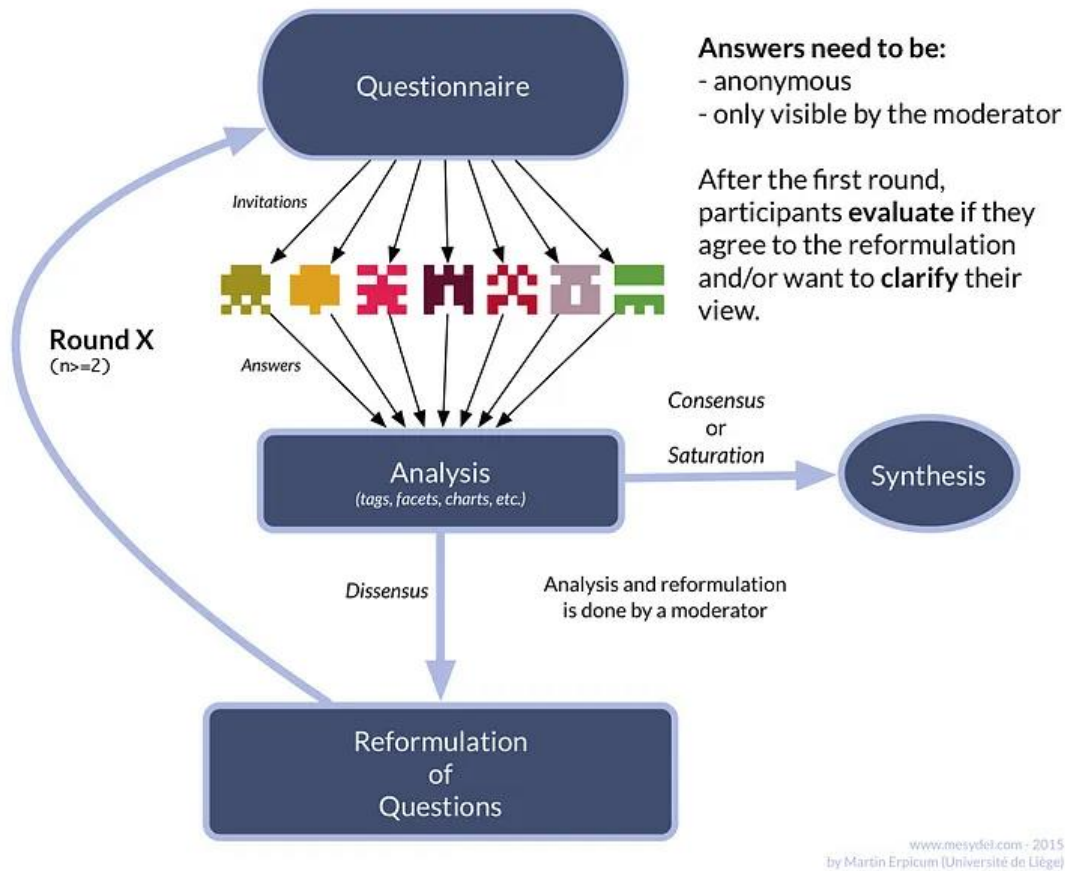 Questionnaire
Answers need to be:
- anonymous
- only visible by the moderator
After the first round,
participants evaluate if they
agree to the reformulation
and/or want to clarify their
view.
Invitations
Round X
(n>=2)
Answers
Analysis
(tags, facets, charts, etc.)
Consensus
or
Saturation
Synthesis
Dissensus
Analysis and reformulation
is done by a moderator
Reformulation
of
Questions
www.mesydel.com - 2015
by Martin Erpicum (Université de Liège)